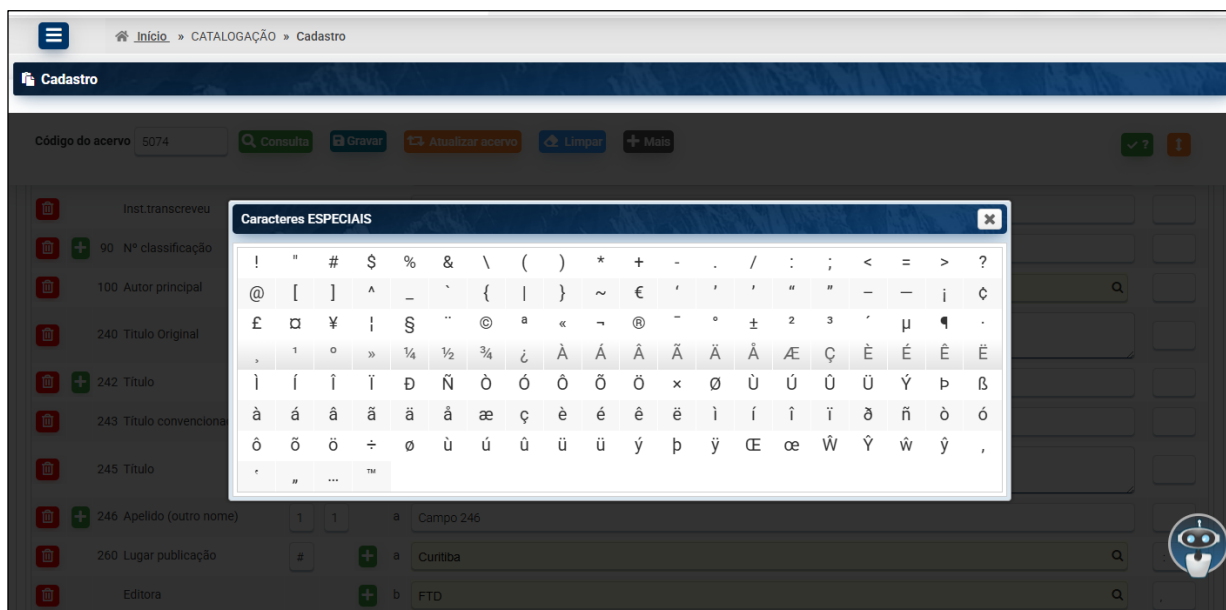 Início » CATALOGAÇÃO » Cadastro
Cadastro
Código do acervo 5074 Consulta Gravar Atualizar acervo Limpar Mais ?
Inst.transcreveu
90 Nº classificação
100 Autor principal
240 Título Original
242 Título
243 Título convenciona
245 Título
Caracteres ESPECIAIS
! " # $ % & \ ( ) * + - . / : ; < = > ?
@ [ ] ^ _ ` { | } ~ € ‘ ’ ’ “ ” – — ¡ ¢
£ ¤ ¥ ¦ § ¨ © ª « ¬ ® ¯ ° ± ² ³ ´ µ ¶ ·
¸ ¹ º » ¼ ½ ¾ ¿ À Á Â Ã Ä Å Æ Ç È É Ê Ë
Ì Í Î Ï Ð Ñ Ò Ó Ô Õ Ö × Ø Ù Ú Û Ü Ý Þ ß
à á â ã ä å æ ç è é ê ë ì í î ï ð ñ ò ó
ô õ ö ÷ ø ù ú û ü ü ý þ ÿ Œ œ Ŵ Ŷ ŵ ŷ ‚
‛ „ … ™
246 Apelido (outro nome) 1 1 a Campo 246
260 Lugar publicação # a Curitiba
Editora b FTD ,